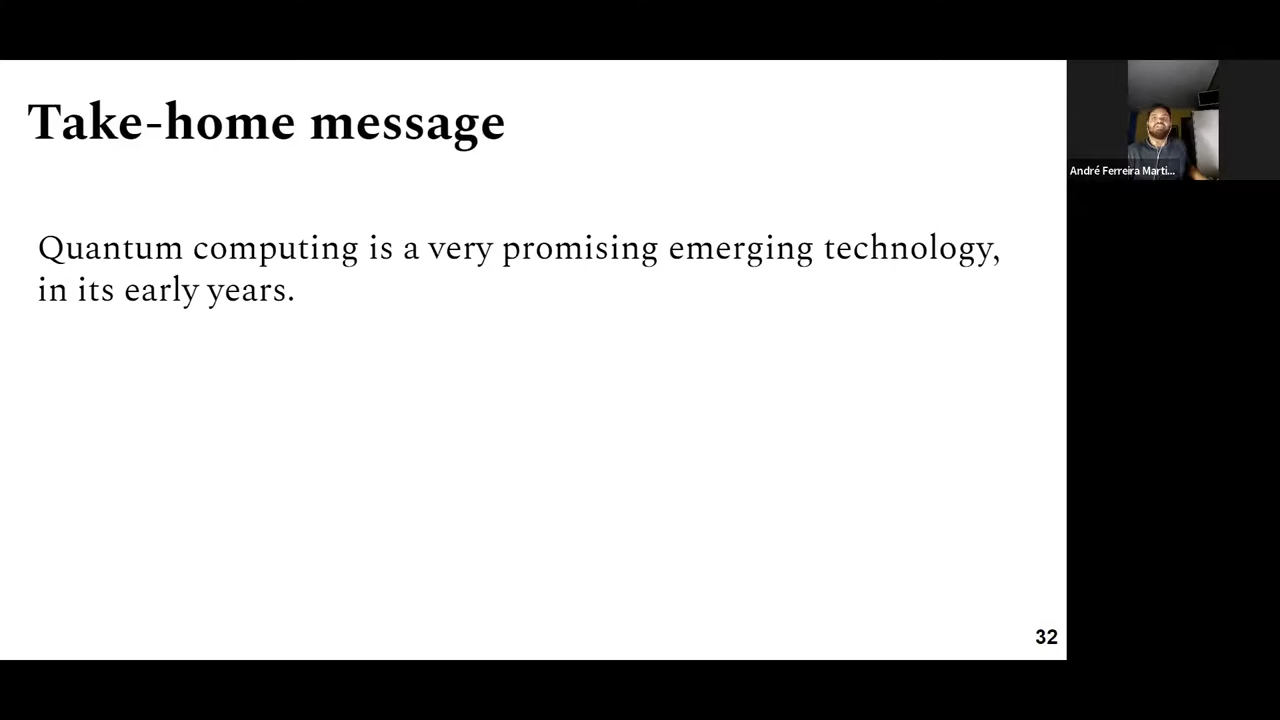 Take-home message
Quantum computing is a very promising emerging technology,
in its early years.
32
André Ferreira Marti...